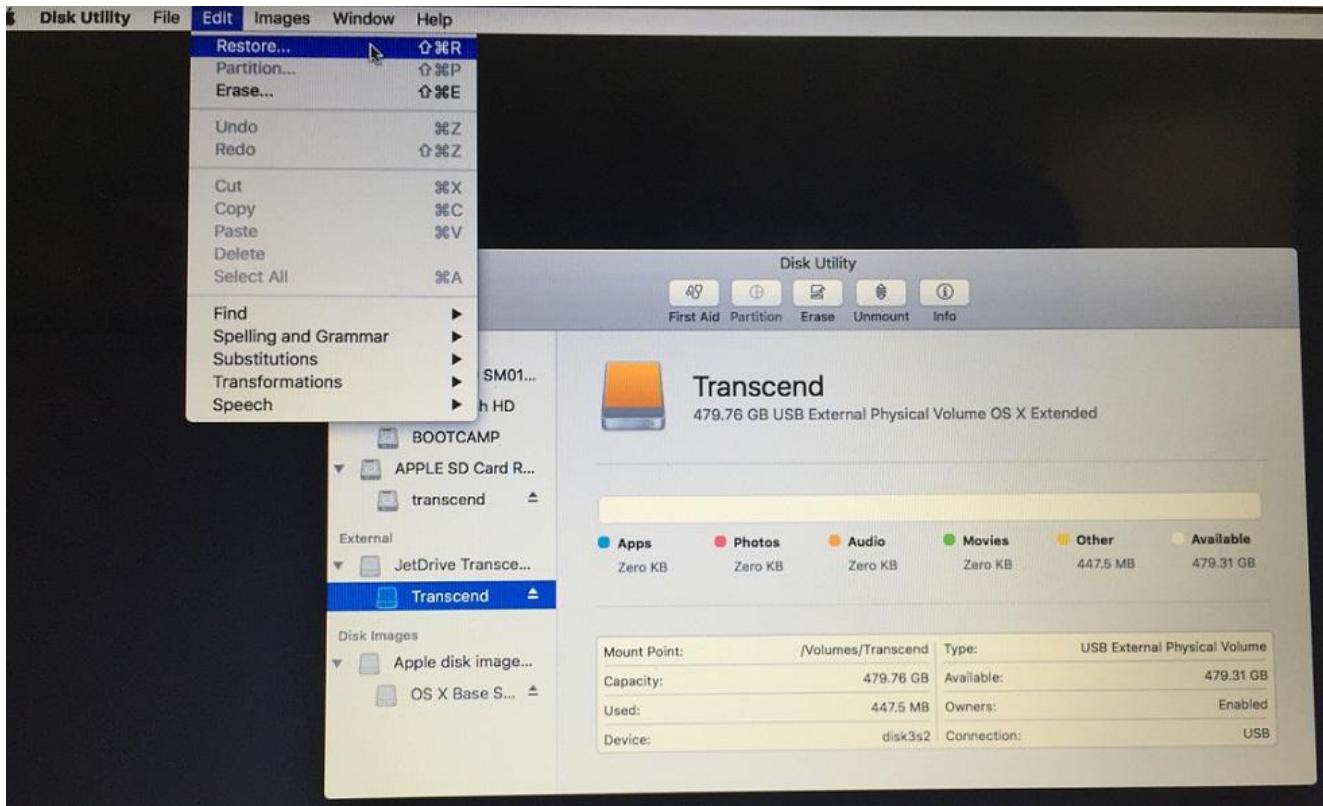 Disk Utility File Edit Images Window Help
Restore... ⇧⌘R
Partition... ⇧⌘P
Erase... ⇧⌘E
Undo ⌘Z
Redo ⇧⌘Z
Cut ⌘X
Copy ⌘C
Paste ⌘V
Delete
Select All ⌘A
Find
Spelling and Grammar
Substitutions
Transformations
Speech
Disk Utility
First Aid Partition Erase Unmount Info
SM01...
h HD
BOOTCAMP
APPLE SD Card R...
transcend
External
JetDrive Transce...
Transcend
Disk Images
Apple disk image...
OS X Base S...
Transcend
479.76 GB USB External Physical Volume OS X Extended
Apps Photos Audio Movies Other Available
Zero KB Zero KB Zero KB Zero KB 447.5 MB 479.31 GB
Mount Point: /Volumes/Transcend Type: USB External Physical Volume
Capacity: 479.76 GB Available: 479.31 GB
Used: 447.5 MB Owners: Enabled
Device: disk3s2 Connection: USB